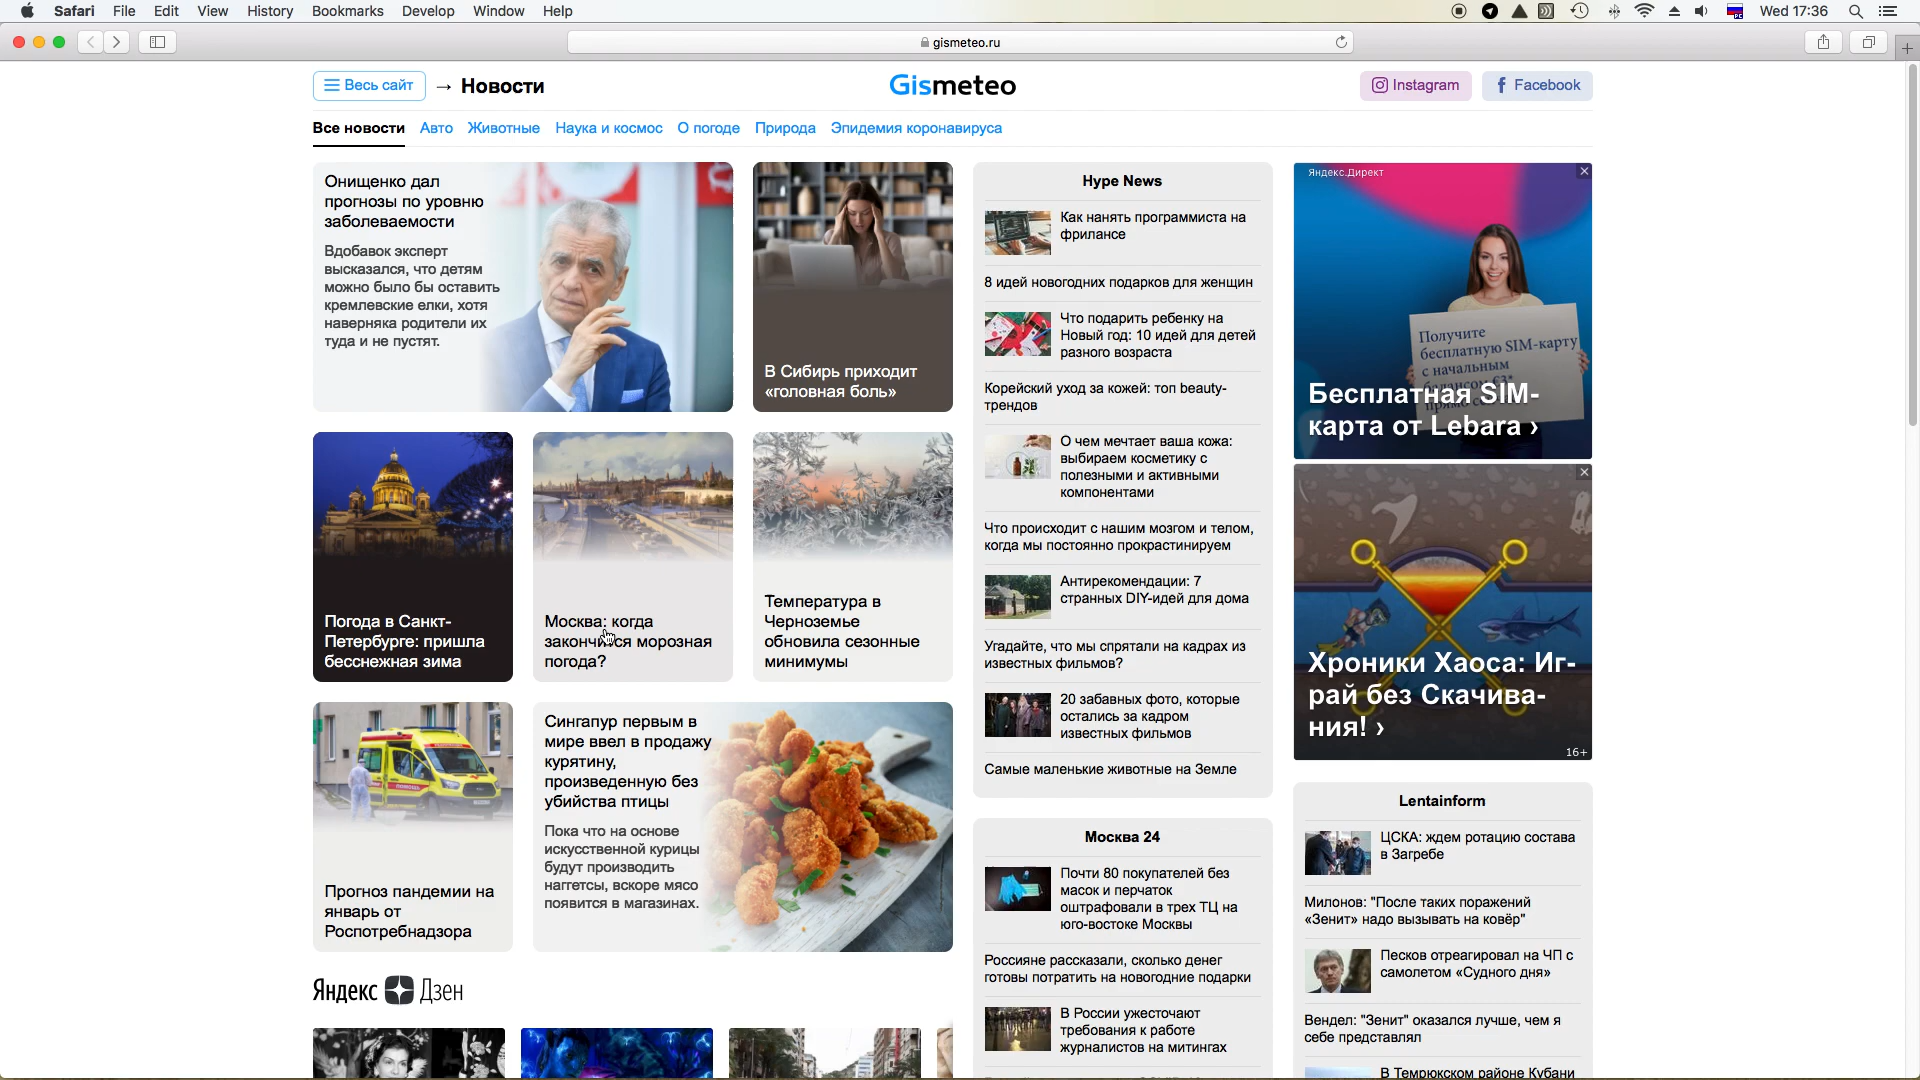 Safari File Edit View History Bookmarks Develop Window Help
Wed 17:36
gismeteo.ru
Весь сайт → Новости
Gismeteo
Instagram
Facebook
Все новости Авто Животные Наука и космос О погоде Природа Эпидемия коронавируса
Онищенко дал
прогнозы по уровню
заболеваемости
Вдобавок эксперт
высказался, что детям
можно было бы оставить
кремлевские елки, хотя
наверняка родители их
туда и не пустят.
В Сибирь приходит
«головная боль»
Погода в Санкт-
Петербурге: пришла
бесснежная зима
Москва: когда
закончится морозная
погода?
Температура в
Черноземье
обновила сезонные
минимумы
Прогноз пандемии на
январь от
Роспотребнадзора
Сингапур первым в
мире ввел в продажу
курятину,
произведенную без
убийства птицы
Пока что на основе
искусственной курицы
будут производить
наггетсы, вскоре мясо
появится в магазинах.
Яндекс Дзен
Hype News
Как нанять программиста на
фрилансе
8 идей новогодних подарков для женщин
Что подарить ребенку на
Новый год: 10 идей для детей
разного возраста
Корейский уход за кожей: топ beauty-
трендов
О чем мечтает ваша кожа:
выбираем косметику с
полезными и активными
компонентами
Что происходит с нашим мозгом и телом,
когда мы постоянно прокрастинируем
Антирекомендации: 7
странных DIY-идей для дома
Угадайте, что мы спрятали на кадрах из
известных фильмов?
20 забавных фото, которые
остались за кадром
известных фильмов
Самые маленькие животные на Земле
Москва 24
Почти 80 покупателей без
масок и перчаток
оштрафовали в трех ТЦ на
юго-востоке Москвы
Россияне рассказали, сколько денег
готовы потратить на новогодние подарки
В России ужесточают
требования к работе
журналистов на митингах
Яндекс.Директ
Получите
бесплатную SIM-карту
с начальным
Бесплатная SIM-
карта от Lebara ›
Хроники Хаоса: Иг-
рай без Скачива-
ния! ›
16+
Lentainform
ЦСКА: ждем ротацию состава
в Загребе
Милонов: "После таких поражений
«Зенит» надо вызывать на ковёр"
Песков отреагировал на ЧП с
самолетом «Судного дня»
Вендел: "Зенит" оказался лучше, чем я
себе представлял
В Темрюкском районе Кубани